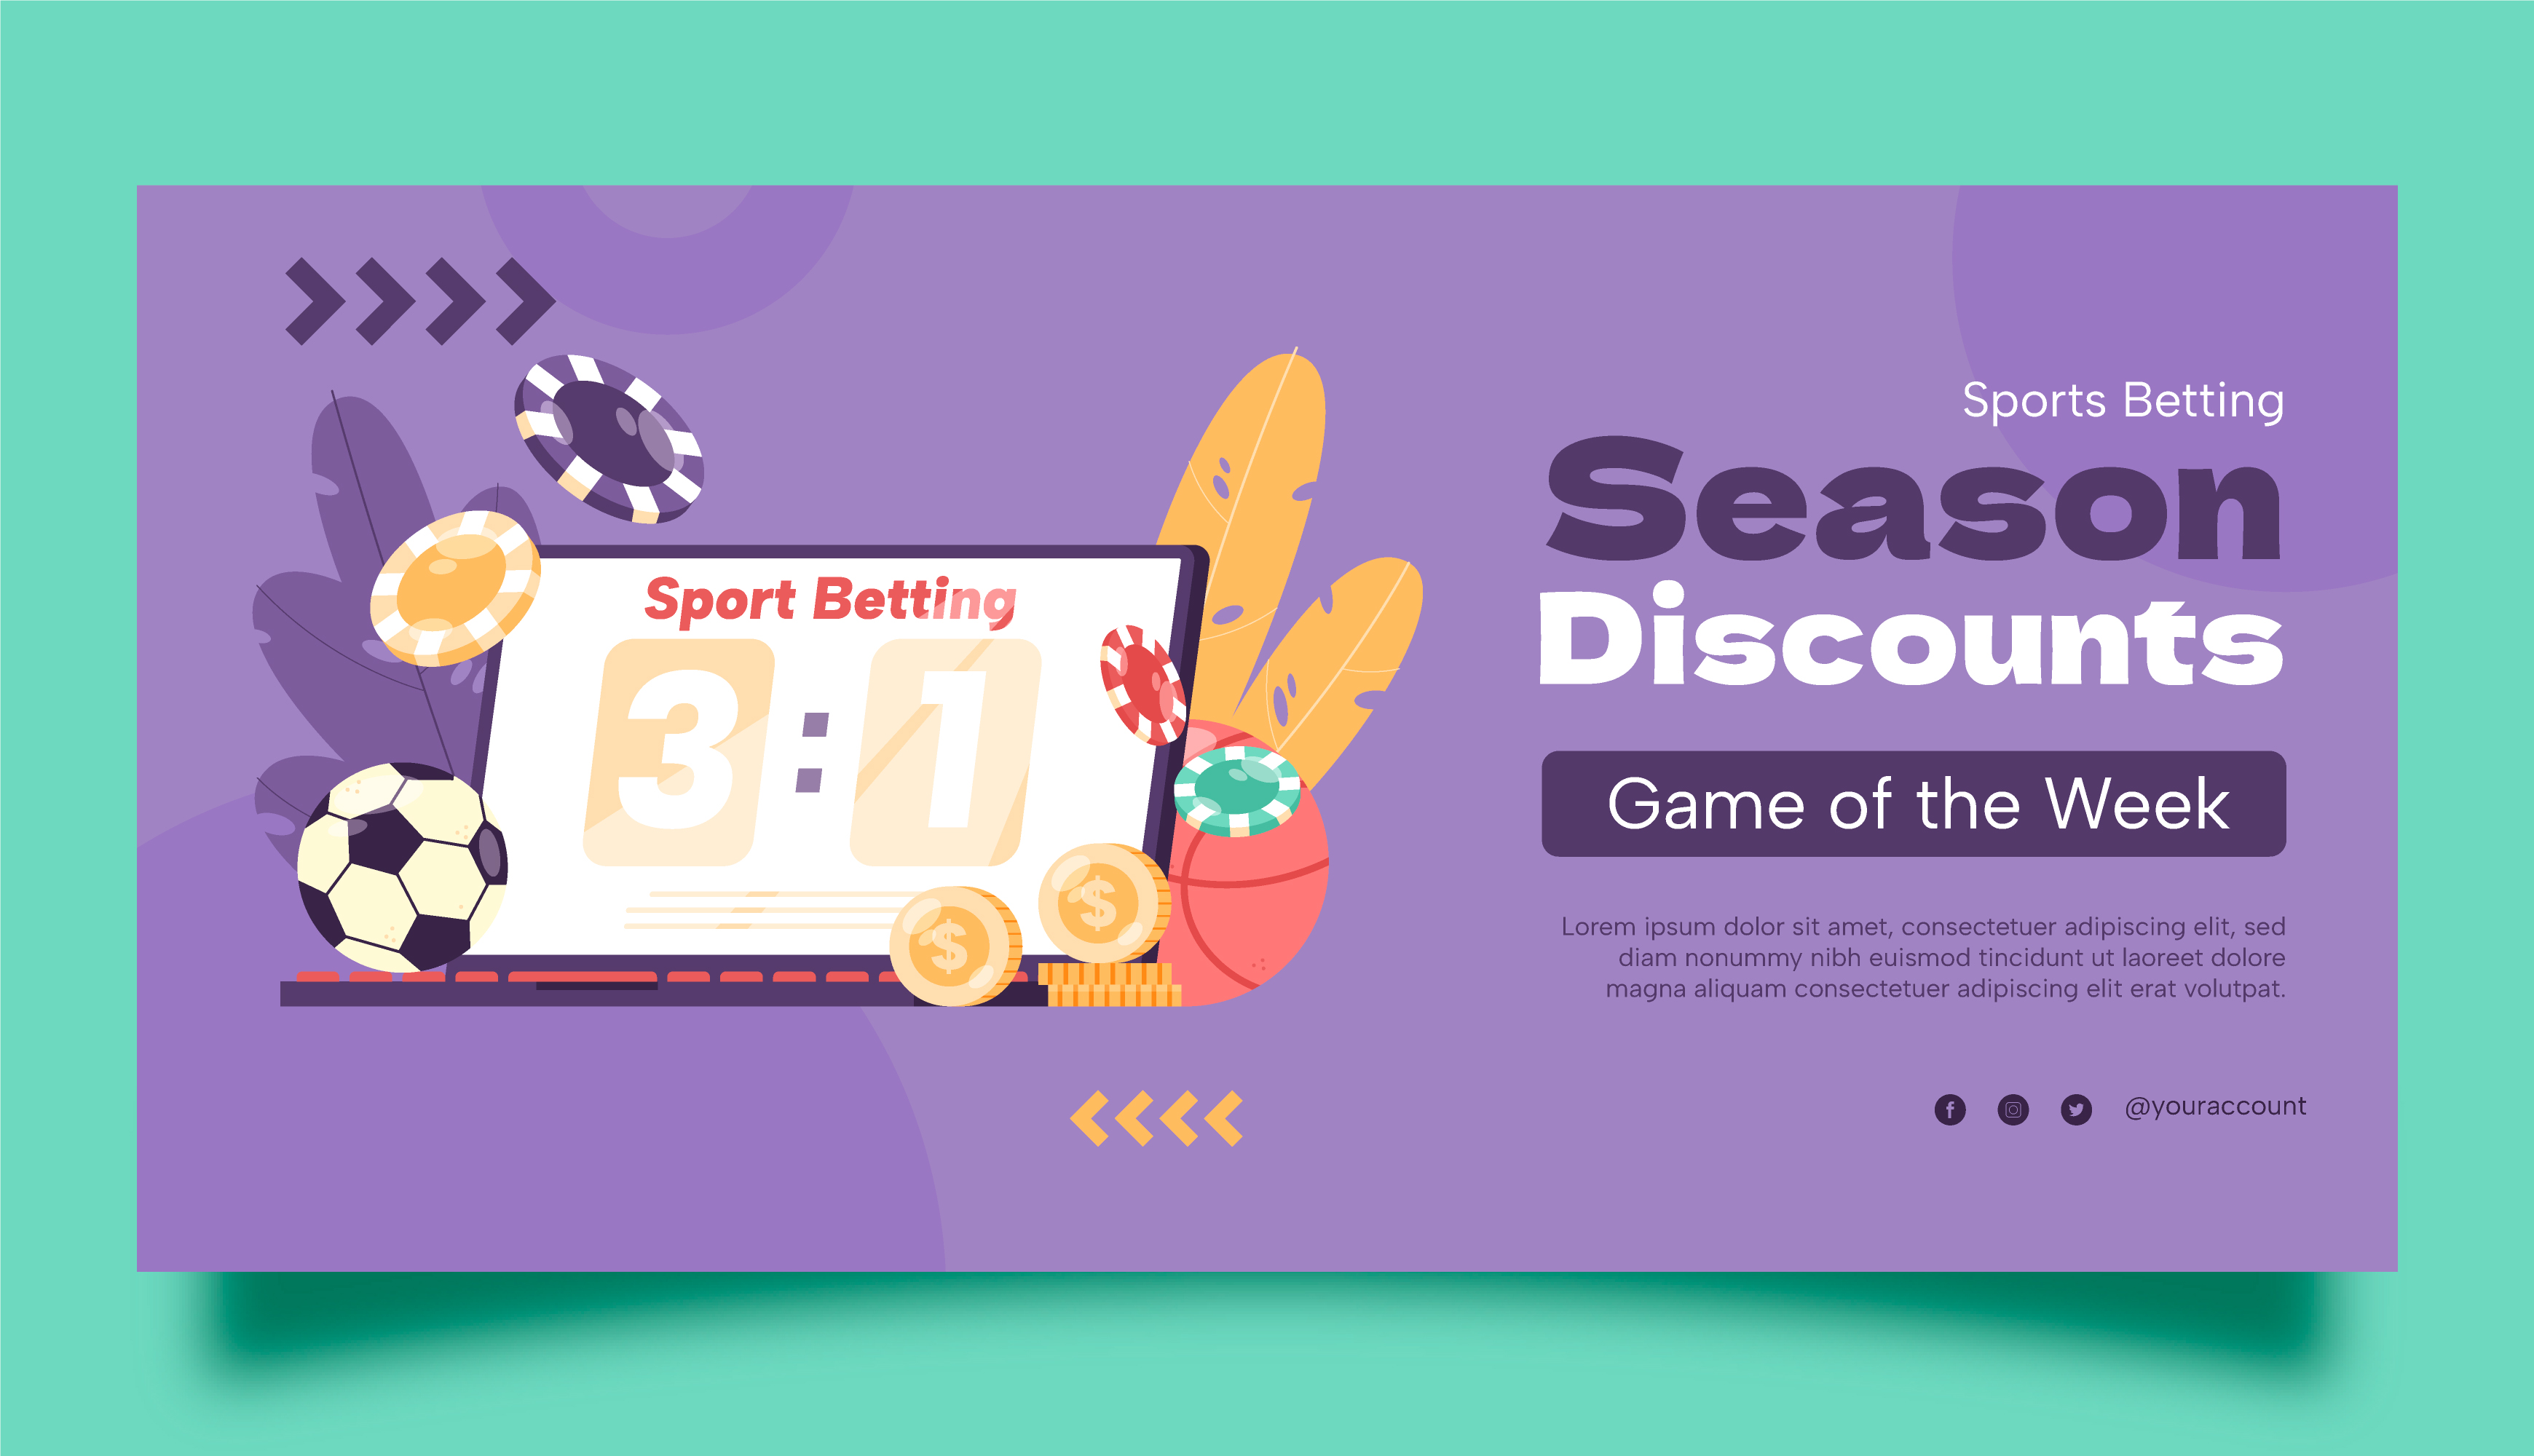 Sport Betting
3:1
$
$
Sports Betting
Season
Discounts
Game of the Week
Lorem ipsum dolor sit amet, consectetuer adipiscing elit, sed
diam nonummy nibh euismod tincidunt ut laoreet dolore
magna aliquam consectetuer adipiscing elit erat volutpat.
@youraccount